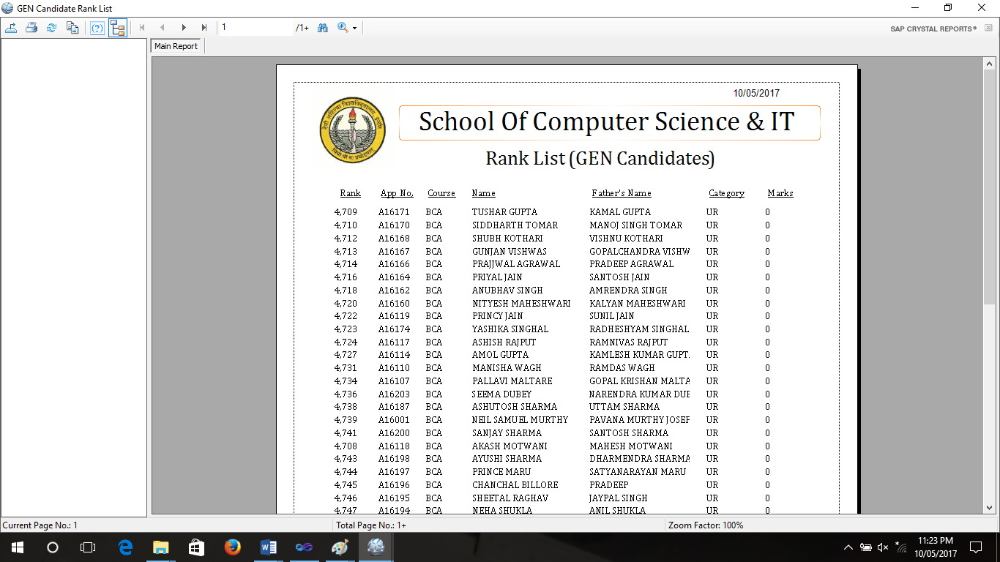 GEN Candidate Rank List
1 /1+ SAP CRYSTAL REPORTS®
Main Report
10/05/2017
School Of Computer Science & IT
Rank List (GEN Candidates)
Rank App No. Course Name Father's Name Category Marks
4,709 A16171 BCA TUSHAR GUPTA KAMAL GUPTA UR 0
4,710 A16170 BCA SIDDHARTH TOMAR MANOJ SINGH TOMAR UR 0
4,712 A16168 BCA SHUBH KOTHARI VISHNU KOTHARI UR 0
4,713 A16167 BCA GUNJAN VISHWAS GOPALCHANDRA VISHW UR 0
4,714 A16166 BCA PRAJJWAL AGRAWAL PRADEEP AGRAWAL UR 0
4,716 A16164 BCA PRIYAL JAIN SANTOSH JAIN UR 0
4,718 A16162 BCA ANUBHAV SINGH AMRENDRA SINGH UR 0
4,720 A16160 BCA NITYESH MAHESHWARI KALYAN MAHESHWARI UR 0
4,722 A16119 BCA PRINCY JAIN SUNIL JAIN UR 0
4,723 A16174 BCA YASHIKA SINGHAL RADHESHYAM SINGHAL UR 0
4,724 A16117 BCA ASHISH RAJPUT RAMNIVAS RAJPUT UR 0
4,727 A16114 BCA AMOL GUPTA KAMLESH KUMAR GUPT UR 0
4,731 A16110 BCA MANISHA WAGH RAMDAS WAGH UR 0
4,734 A16107 BCA PALLAVI MALTARE GOPAL KRISHAN MALTA UR 0
4,736 A16203 BCA SEEMA DUBEY NARENDRA KUMAR DUB UR 0
4,738 A16187 BCA ASHUTOSH SHARMA UTTAM SHARMA UR 0
4,739 A16001 BCA NEIL SAMUEL MURTHY PAVANA MURTHY JOSEP UR 0
4,741 A16200 BCA SANJAY SHARMA SANTOSH SHARMA UR 0
4,708 A16118 BCA AKASH MOTWANI MAHESH MOTWANI UR 0
4,743 A16198 BCA AYUSHI SHARMA DHARMENDRA SHARMA UR 0
4,744 A16197 BCA PRINCE MARU SATYANARAYAN MARU UR 0
4,745 A16196 BCA CHANCHAL BILLORE PRADEEP UR 0
4,746 A16195 BCA SHEETAL RAGHAV JAYPAL SINGH UR 0
4,747 A16194 BCA NEHA SHUKLA ANIL SHUKLA UR 0
Current Page No.: 1 Total Page No.: 1+ Zoom Factor: 100%
11:23 PM
10/05/2017